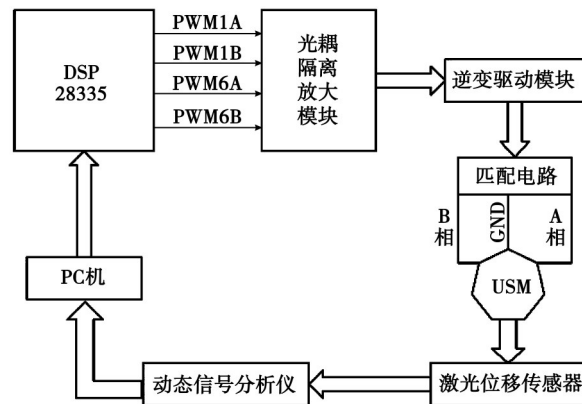 DSP
28335
PWM1A
PWM1B
PWM6A
PWM6B
光耦
隔离
放大
模块
逆变驱动模块
匹配电路
B
相
GND
A
相
USM
PC机
动态信号分析仪
激光位移传感器